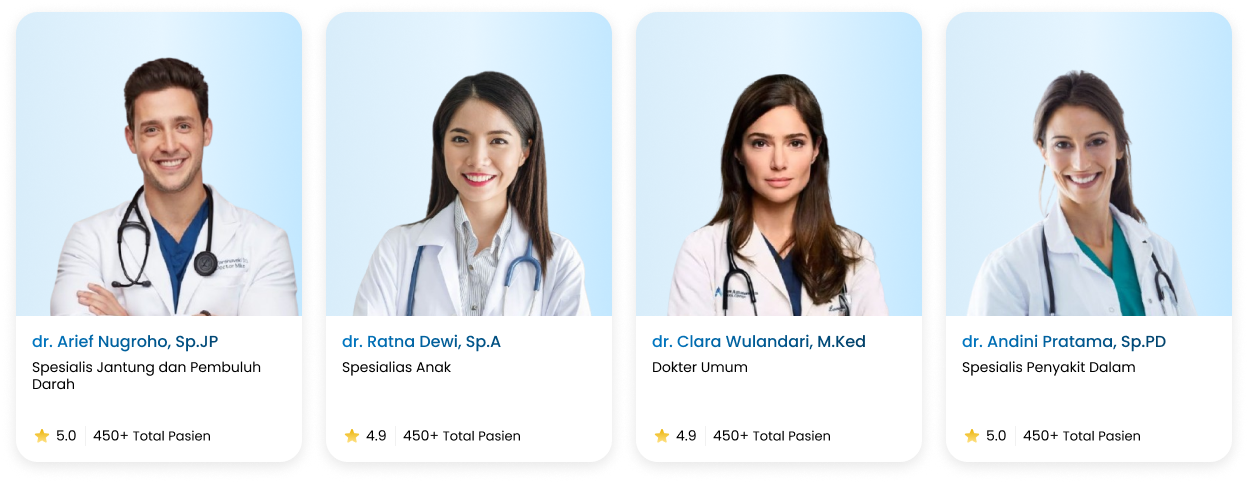 dr. Arief Nugroho, Sp.JP
Spesialis Jantung dan Pembuluh
Darah
5.0
450+ Total Pasien
dr. Ratna Dewi, Sp.A
Spesialias Anak
4.9
450+ Total Pasien
dr. Clara Wulandari, M.Ked
Dokter Umum
4.9
450+ Total Pasien
dr. Andini Pratama, Sp.PD
Spesialis Penyakit Dalam
5.0
450+ Total Pasien